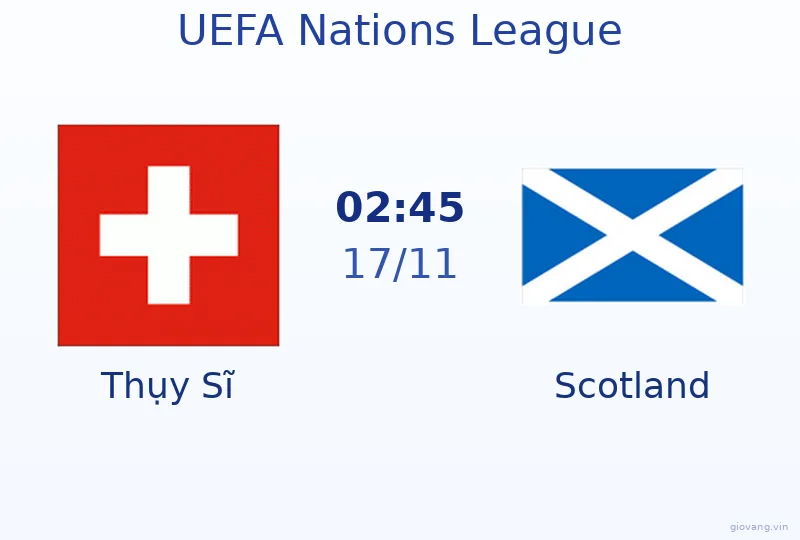 UEFA Nations League
02:45
17/11
Thụy Sĩ
Scotland
giovang.vin